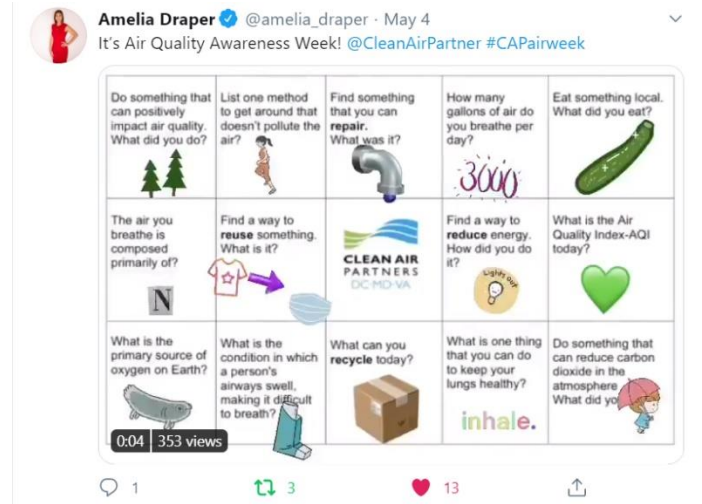 Amelia Draper @amelia_draper · May 4
It's Air Quality Awareness Week! @CleanAirPartner #CAPairweek
Do something that
can positively
impact air quality.
What did you do?
List one method
to get around that
doesn't pollute the
air?
Find something
that you can
repair.
What was it?
How many
gallons of air do
you breathe per
day?
3000
Eat something local.
What did you eat?
The air you
breathe is
composed
primarily of?
N
Find a way to
reuse something.
What is it?
CLEAN AIR
PARTNERS
DC-MD-VA
Find a way to
reduce energy.
How did you do
it?
Lights out
What is the Air
Quality Index-AQI
today?
What is the
primary source of
oxygen on Earth?
What is the
condition in which
a person's
airways swell,
making it difficult
to breath?
What can you
recycle today?
What is one thing
that you can do
to keep your
lungs healthy?
inhale.
Do something that
can reduce carbon
dioxide in the
atmosphere
What did yo
0:04 353 views
1 3 13